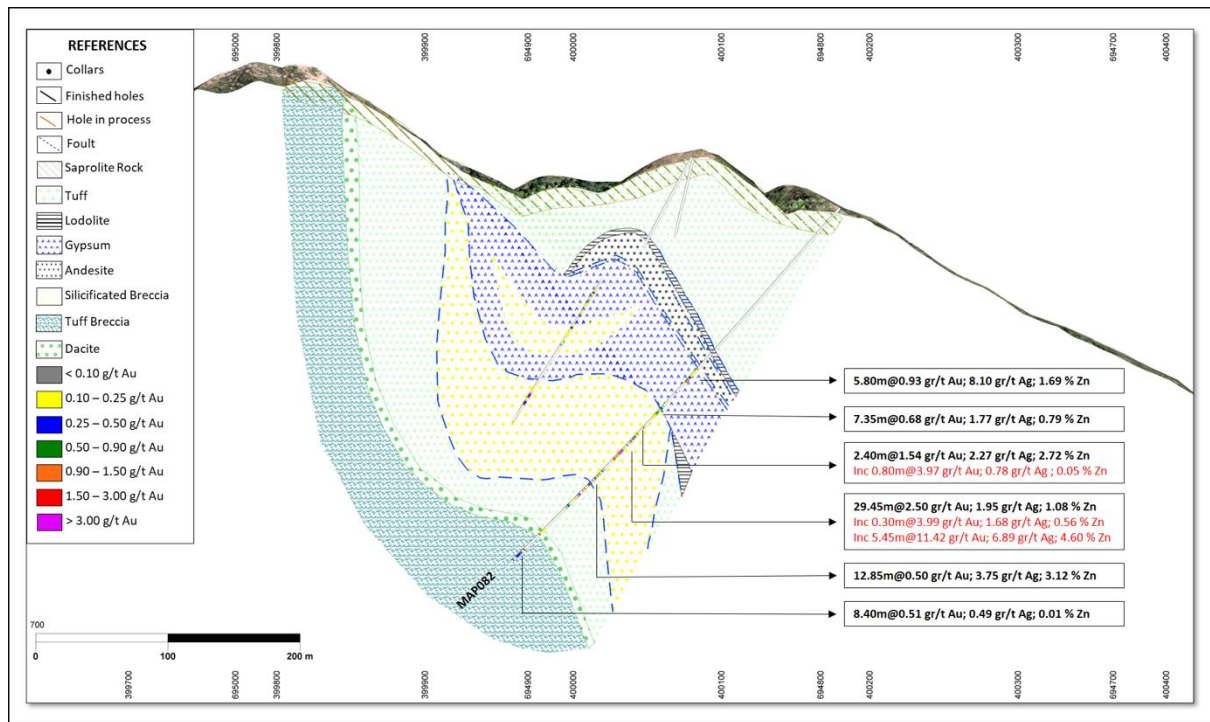 695000
399800
399900
694900
400000
400100
694800
400200
400300
694700
400400
REFERENCES
Collars
Finished holes
Hole in process
Foult
Saprolite Rock
Tuff
Lodolite
Gypsum
Andesite
Silicificated Breccia
Tuff Breccia
Dacite
< 0.10 g/t Au
0.10 – 0.25 g/t Au
0.25 – 0.50 g/t Au
0.50 – 0.90 g/t Au
0.90 – 1.50 g/t Au
1.50 – 3.00 g/t Au
> 3.00 g/t Au
5.80m@0.93 gr/t Au; 8.10 gr/t Ag; 1.69 % Zn
7.35m@0.68 gr/t Au; 1.77 gr/t Ag; 0.79 % Zn
2.40m@1.54 gr/t Au; 2.27 gr/t Ag; 2.72 % Zn
Inc 0.80m@3.97 gr/t Au; 0.78 gr/t Ag ; 0.05 % Zn
29.45m@2.50 gr/t Au; 1.95 gr/t Ag; 1.08 % Zn
Inc 0.30m@3.99 gr/t Au; 1.68 gr/t Ag; 0.56 % Zn
Inc 5.45m@11.42 gr/t Au; 6.89 gr/t Ag; 4.60 % Zn
12.85m@0.50 gr/t Au; 3.75 gr/t Ag; 3.12 % Zn
8.40m@0.51 gr/t Au; 0.49 gr/t Ag; 0.01 % Zn
MAP082
700
0 100 200 m
399700
695000
399800
399900
694900
400000
400100
694800
400200
400300
694700
400400